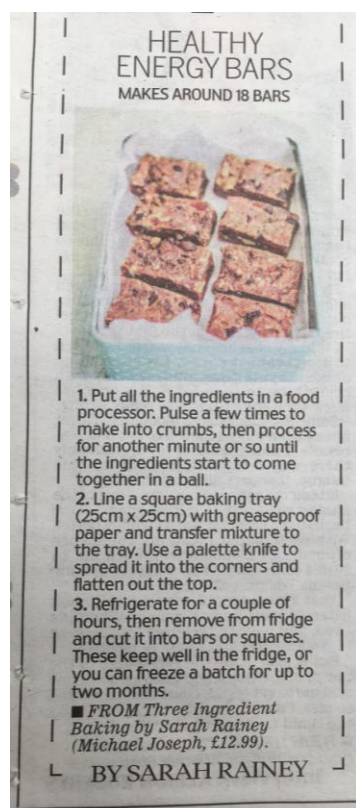 HEALTHY
ENERGY BARS
MAKES AROUND 18 BARS
1. Put all the ingredients in a food
processor. Pulse a few times to
make into crumbs, then process
for another minute or so until
the ingredients start to come
together in a ball.
2. Line a square baking tray
(25cm x 25cm) with greaseproof
paper and transfer mixture to
the tray. Use a palette knife to
spread it into the corners and
flatten out the top.
3. Refrigerate for a couple of
hours, then remove from fridge
and cut it into bars or squares.
These keep well in the fridge, or
you can freeze a batch for up to
two months.
■ FROM Three Ingredient
Baking by Sarah Rainey
(Michael Joseph, £12.99).
BY SARAH RAINEY